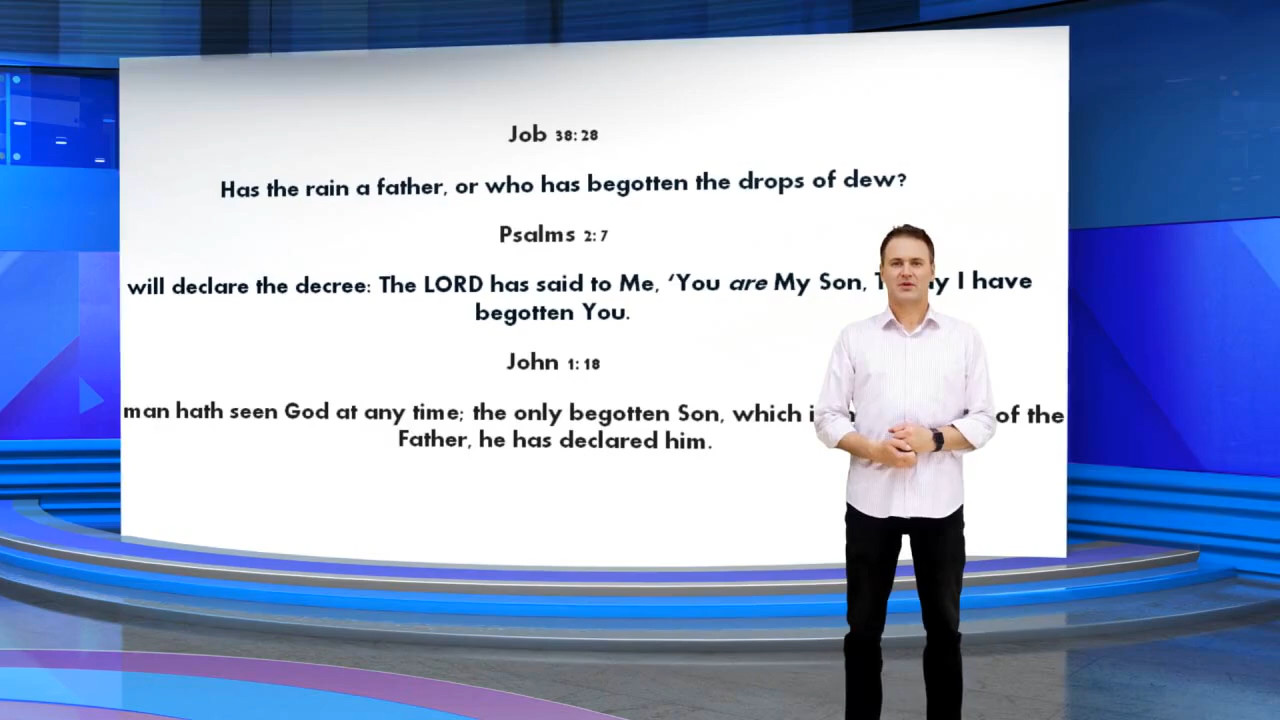 Job 38:28
Has the rain a father, or who has begotten the drops of dew?
Psalms 2:7
will declare the decree: The LORD has said to Me, ‘You are My Son, I have
begotten You.
John 1:18
man hath seen God at any time; the only begotten Son, which of the
Father, he has declared him.